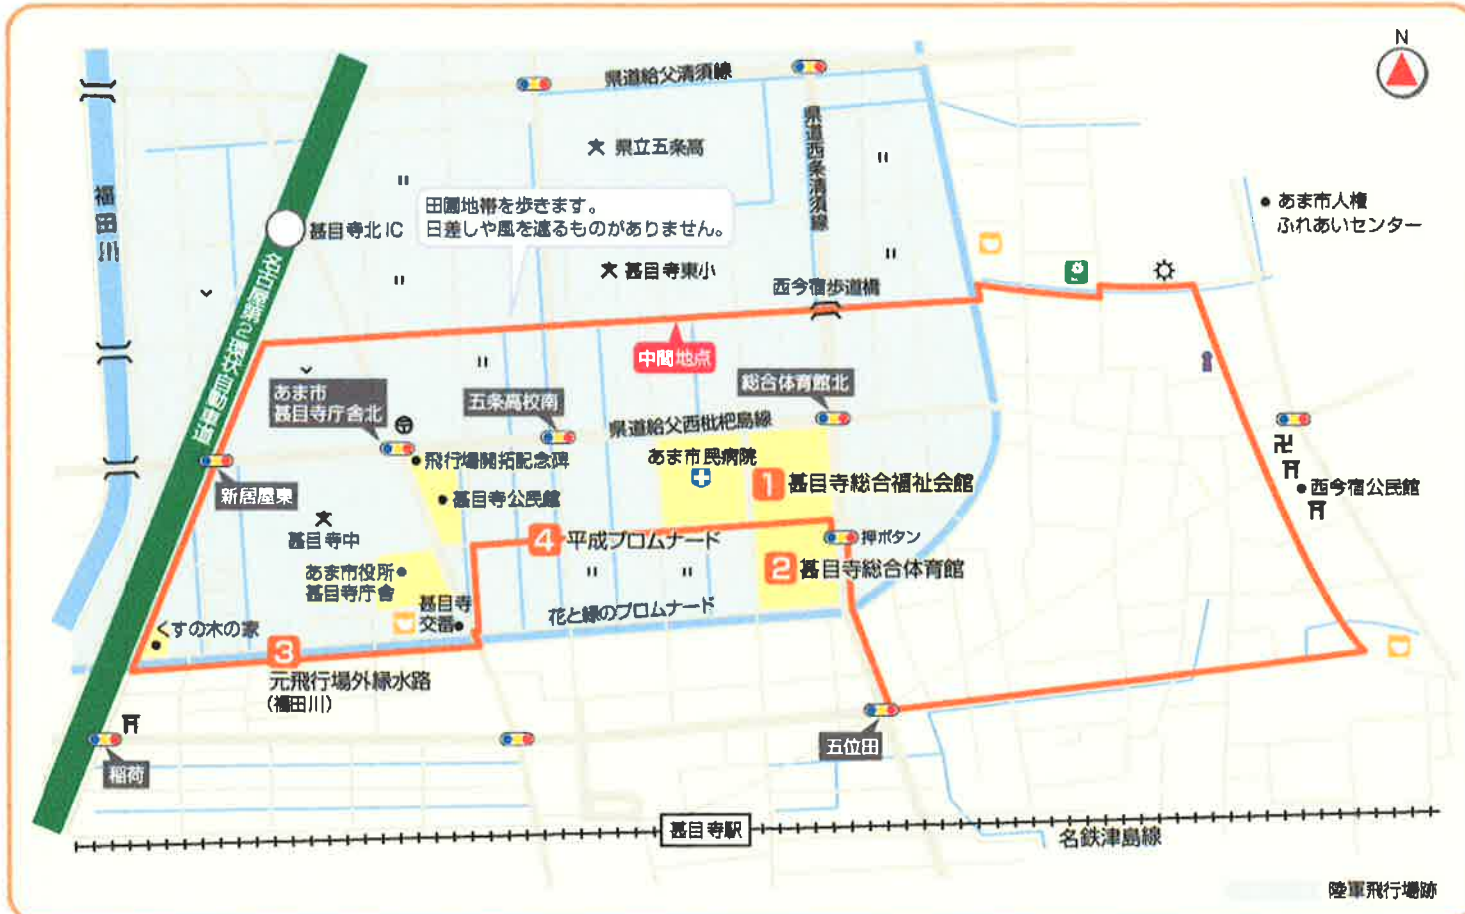 N
県道給父清須線
県道西条清須線
県立五条高
福田川
あま市人権
ふれあいセンター
田園地帯を歩きます。
日差しや風を遮るものがありません。
甚目寺北IC
甚目寺東小
西今宿歩道橋
名古屋第2環状自動車道
中間地点
あま市
甚目寺庁舎北
五条高校南
総合体育館北
県道給父西枇杷島線
飛行場開拓記念碑
あま市民病院
1 甚目寺総合福祉会館
西今宿公民館
新居屋東
甚目寺公民館
甚目寺中
4 平成プロムナード
押ボタン
あま市役所
甚目寺庁舎
2 甚目寺総合体育館
甚目寺
交番
花と緑のプロムナード
くすの木の家
3
元飛行場外縁水路
(福田川)
稲荷
五位田
甚目寺駅
名鉄津島線
陸軍飛行場跡